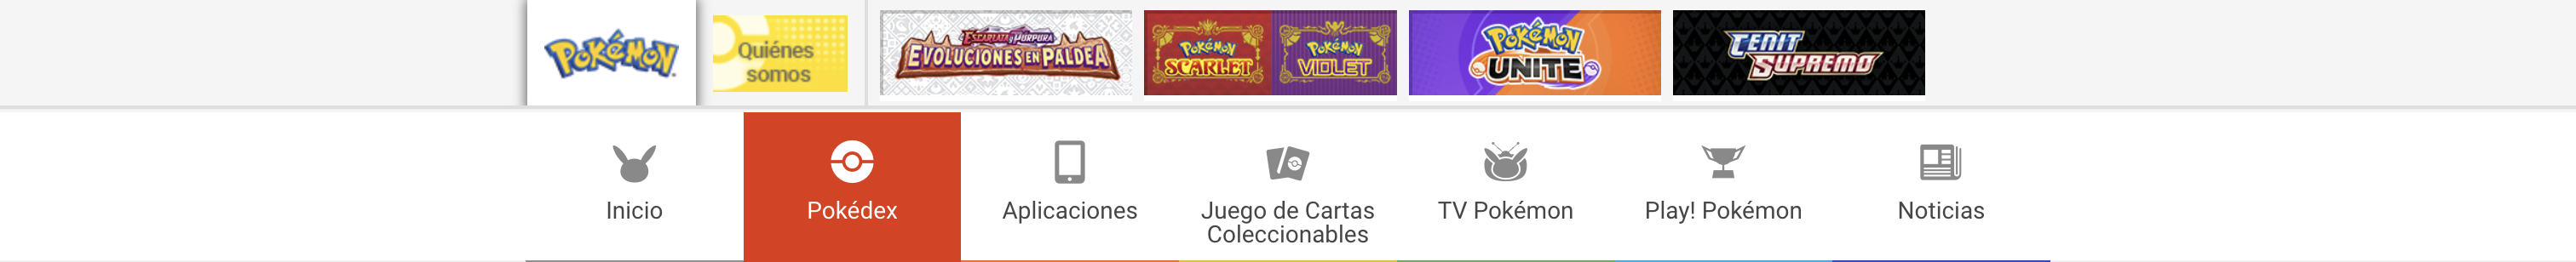 Pokémon
Quiénes
somos
Escarlata y Púrpura
Evoluciones en Paldea
Pokémon
Scarlet
Pokémon
Violet
Pokémon
Unite
Cenit
Supremo
Inicio
Pokédex
Aplicaciones
Juego de Cartas
Coleccionables
TV Pokémon
Play! Pokémon
Noticias